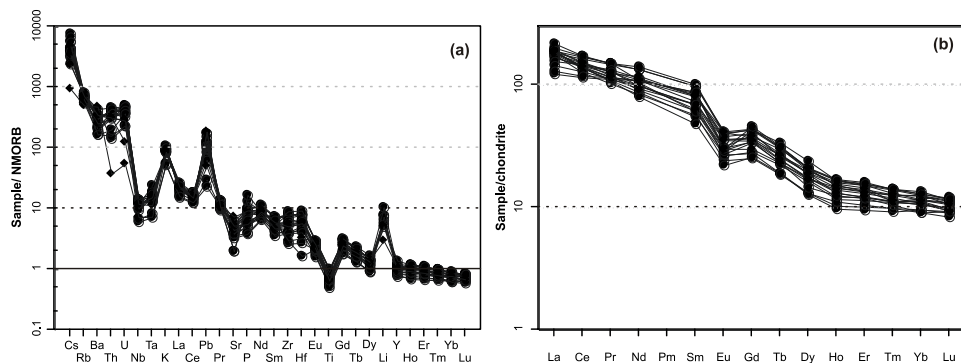 (a)
Sample/ NMORB
10000
1000
100
10
1
0.1
Cs Ba U Ta La Pb Sr Nd Zr Eu Gd Dy Y Er Yb
Rb Th Nb K Ce Pr P Sm Hf Ti Tb Li Ho Tm Lu
(b)
Sample/chondrite
100
10
1
La Ce Pr Nd Pm Sm Eu Gd Tb Dy Ho Er Tm Yb Lu